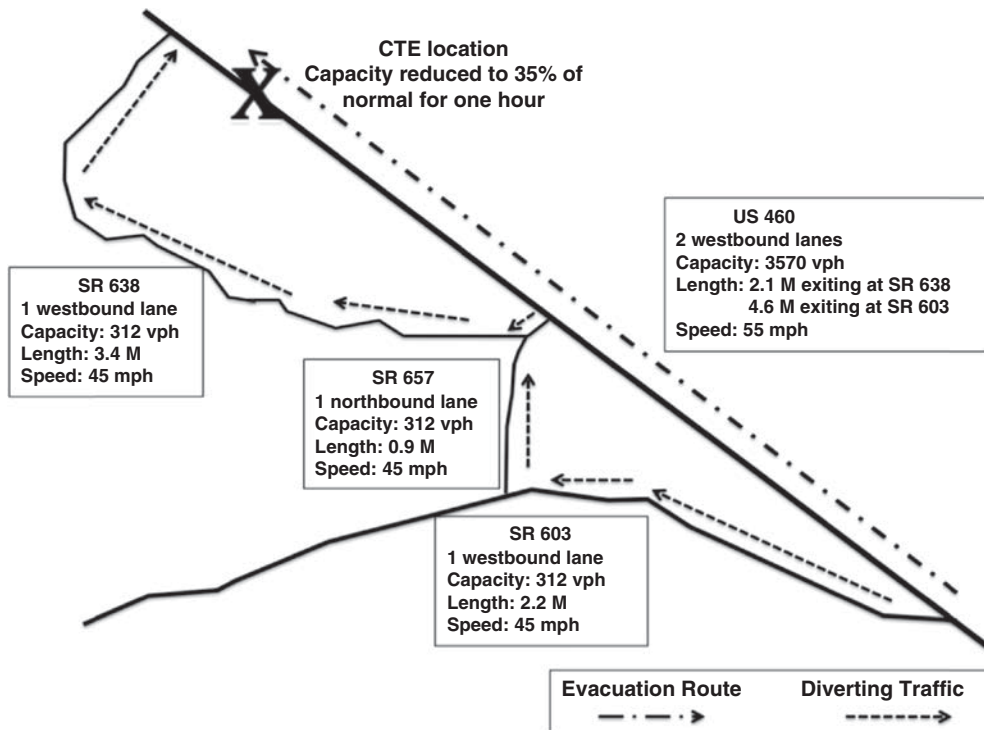 CTE location
Capacity reduced to 35% of
normal for one hour
X
US 460
2 westbound lanes
Capacity: 3570 vph
Length: 2.1 M exiting at SR 638
4.6 M exiting at SR 603
Speed: 55 mph
SR 638
1 westbound lane
Capacity: 312 vph
Length: 3.4 M
Speed: 45 mph
SR 657
1 northbound lane
Capacity: 312 vph
Length: 0.9 M
Speed: 45 mph
SR 603
1 westbound lane
Capacity: 312 vph
Length: 2.2 M
Speed: 45 mph
Evacuation Route Diverting Traffic